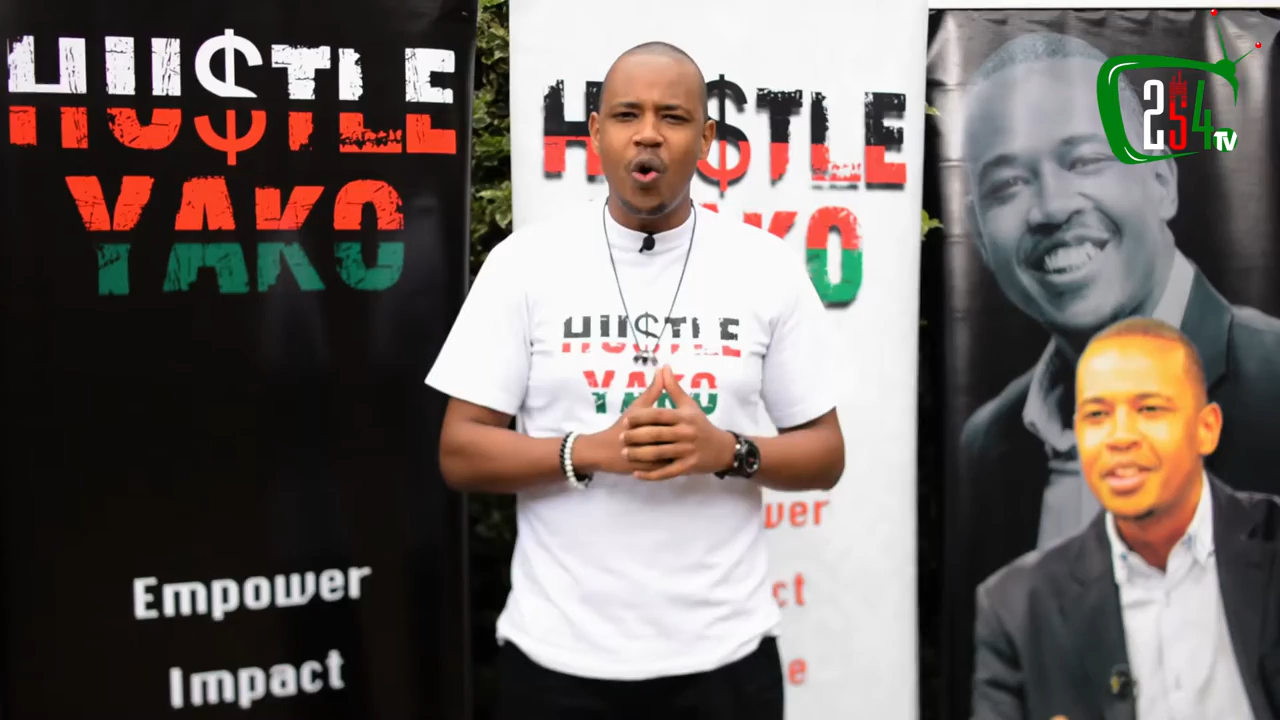 HU$TLE
YAKO
Empower
Impact
HU$TLE
YAKO
ver
ct
e
HU$TLE
YAKO
254
TV